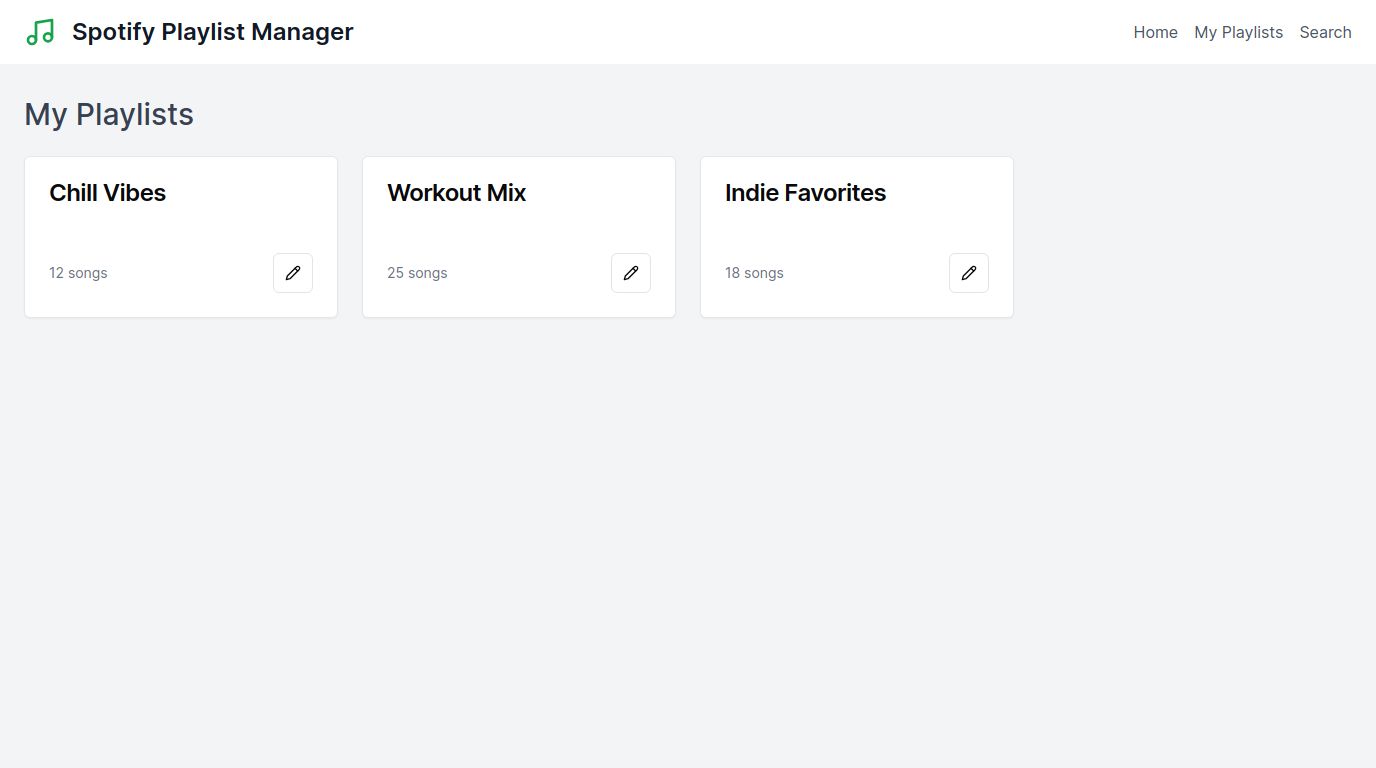 Spotify Playlist Manager
Home My Playlists Search
My Playlists
Chill Vibes
12 songs
Workout Mix
25 songs
Indie Favorites
18 songs